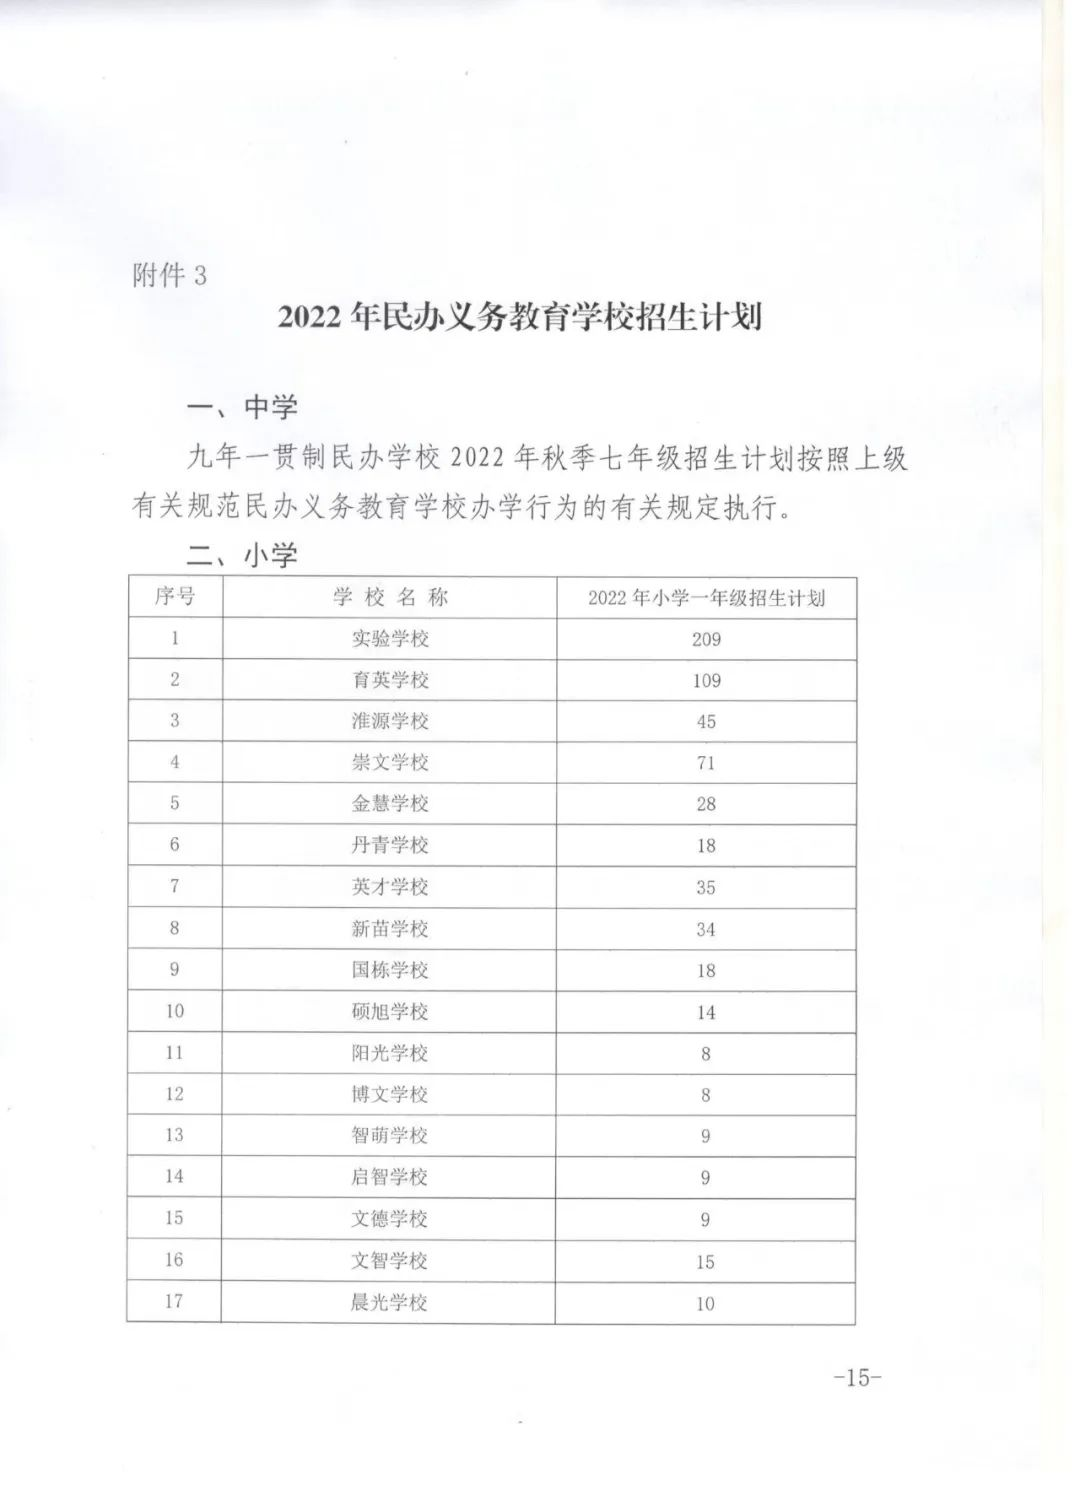 附件 3
2022 年民办义务教育学校招生计划
一、中学
九年一贯制民办学校 2022 年秋季七年级招生计划按照上级
有关规范民办义务教育学校办学行为的有关规定执行。
二、小学
序号 学 校 名 称 2022 年小学一年级招生计划
1 实验学校 209
2 育英学校 109
3 淮源学校 45
4 崇文学校 71
5 金慧学校 28
6 丹青学校 18
7 英才学校 35
8 新苗学校 34
9 国栋学校 18
10 硕旭学校 14
11 阳光学校 8
12 博文学校 8
13 智萌学校 9
14 启智学校 9
15 文德学校 9
16 文智学校 15
17 晨光学校 10
-15-